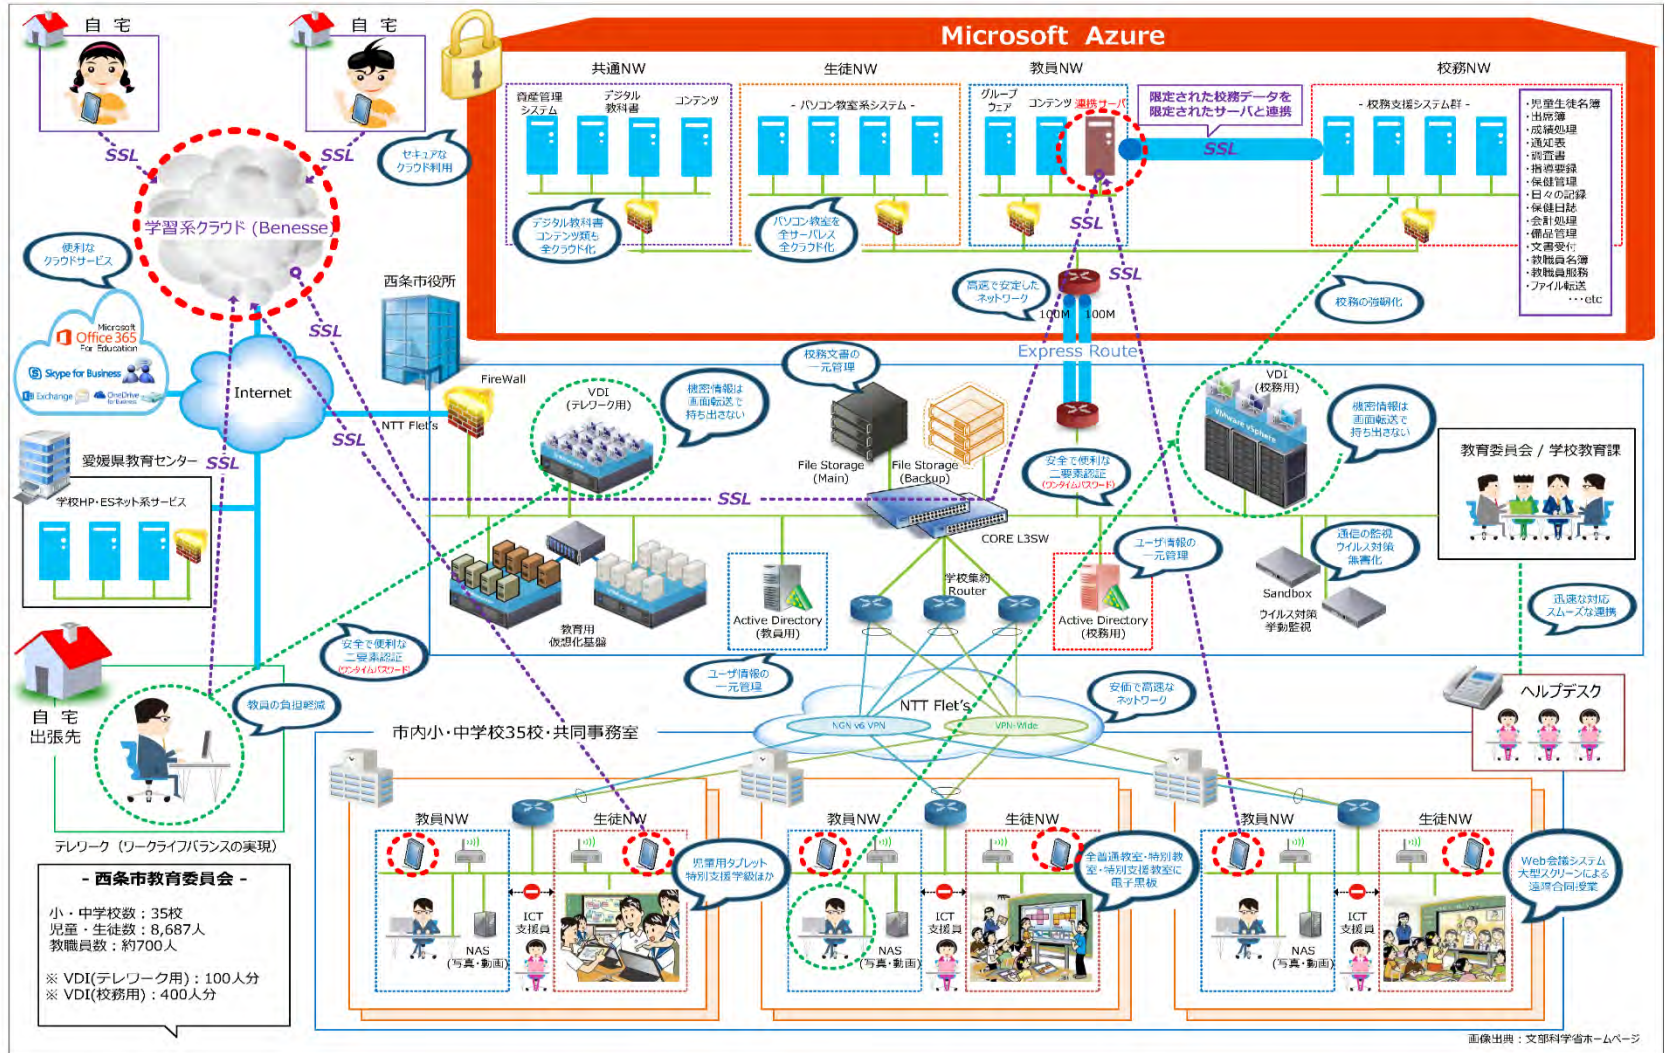 自 宅
自 宅
Microsoft Azure
共通NW
生徒NW
教員NW
校務NW
資産管理
システム
デジタル
教科書
コンテンツ
- パソコン教室系システム -
グループ
ウェア
コンテンツ
連携サーバ
限定された校務データを
限定されたサーバと連携
- 校務支援システム群 -
・児童生徒名簿
・出席簿
・成績処理
・通知表
・調査書
・指導要録
・保健管理
・日々の記録
・保健日誌
・会計処理
・備品管理
・文書受付
・教職員名簿
・教職員服務
・ファイル転送
・・・etc
SSL
SSL
SSL
セキュアな
クラウド利用
学習系クラウド (Benesse)
デジタル教科書
コンテンツ類も
全クラウド化
パソコン教室を
全サーバレス
全クラウド化
SSL
SSL
便利な
クラウドサービス
SSL
SSL
西条市役所
高速で安定した
ネットワーク
100M
100M
校務の強靭化
Express Route
Microsoft
Office 365
For Education
Skype for Business
Exchange
OneDrive
for Business
Internet
FireWall
NTT Flet's
VDI
(テレワーク用)
機密情報は
画面転送で
持ち出さない
校務文書の
一元管理
File Storage
(Main)
File Storage
(Backup)
安全で便利な
二要素認証
(ワンタイムパスワード)
VDI
(校務用)
VMware vSphere
機密情報は
画面転送で
持ち出さない
教育委員会 / 学校教育課
愛媛県教育センター
学校HP・ESネット系サービス
SSL
SSL
SSL
CORE L3SW
学校集約
Router
教育用
仮想化基盤
Active Directory
(教員用)
ユーザ情報の
一元管理
Active Directory
(校務用)
ユーザ情報の
一元管理
通信の監視
ウイルス対策
無害化
Sandbox
ウイルス対策
挙動監視
迅速な対応
スムーズな連携
安全で便利な
二要素認証
(ワンタイムパスワード)
自 宅
出張先
教員の負担軽減
テレワーク（ワークライフバランスの実現）
NTT Flet's
NGN v6 VPN
VPN-Wide
安価で高速な
ネットワーク
ヘルプデスク
市内小・中学校35校・共同事務室
教員NW
生徒NW
NAS
(写真・動画)
ICT
支援員
児童用タブレット
特別支援学級ほか
教員NW
生徒NW
NAS
(写真・動画)
ICT
支援員
全普通教室・特別教
室・特別支援教室に
電子黒板
教員NW
生徒NW
NAS
(写真・動画)
ICT
支援員
Web会議システム
大型スクリーンによる
遠隔合同授業
- 西条市教育委員会 -
小・中学校数：35校
児童・生徒数：8,687人
教職員数：約700人
※ VDI(テレワーク用)：100人分
※ VDI(校務用)：400人分
画像出典：文部科学省ホームページ